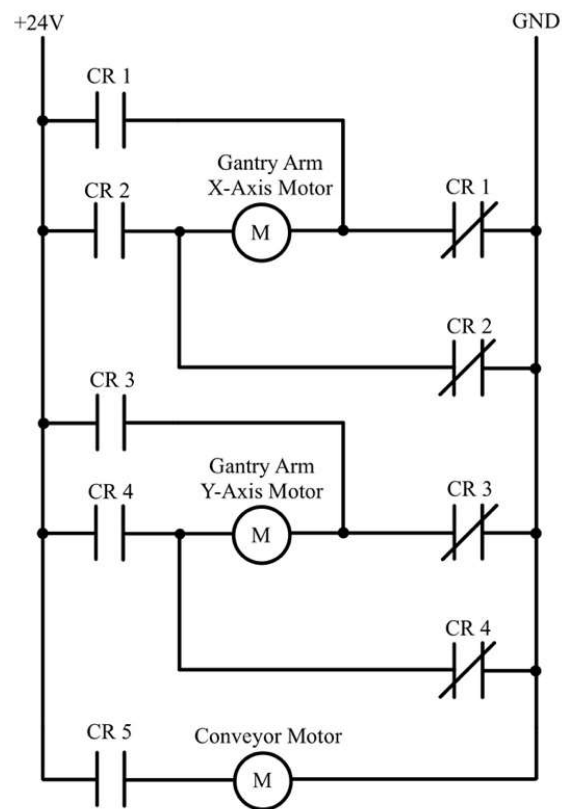 +24V GND
CR 1
Gantry Arm
X-Axis Motor
CR 2
CR 1
M
CR 2
CR 3
Gantry Arm
Y-Axis Motor
CR 4
CR 3
M
CR 4
CR 5
Conveyor Motor
M